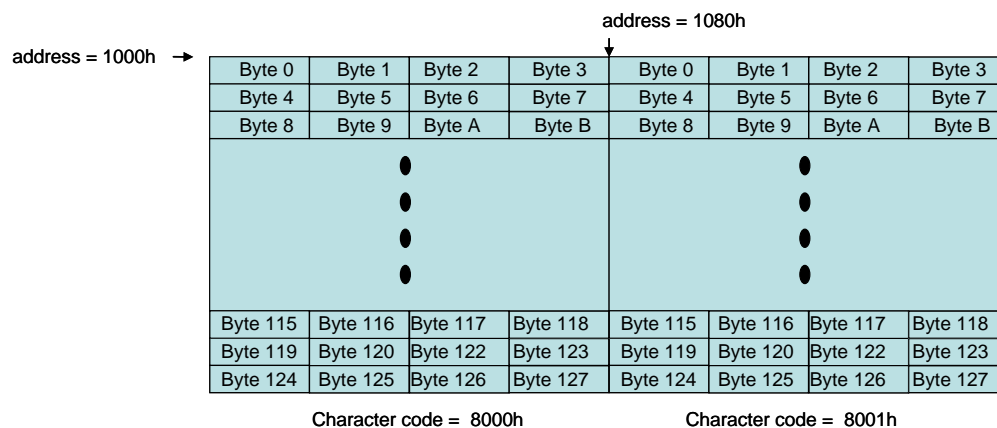 address = 1080h
address = 1000h
Byte 0 Byte 1 Byte 2 Byte 3 Byte 0 Byte 1 Byte 2 Byte 3
Byte 4 Byte 5 Byte 6 Byte 7 Byte 4 Byte 5 Byte 6 Byte 7
Byte 8 Byte 9 Byte A Byte B Byte 8 Byte 9 Byte A Byte B
Byte 115 Byte 116 Byte 117 Byte 118 Byte 115 Byte 116 Byte 117 Byte 118
Byte 119 Byte 120 Byte 122 Byte 123 Byte 119 Byte 120 Byte 122 Byte 123
Byte 124 Byte 125 Byte 126 Byte 127 Byte 124 Byte 125 Byte 126 Byte 127
Character code = 8000h Character code = 8001h